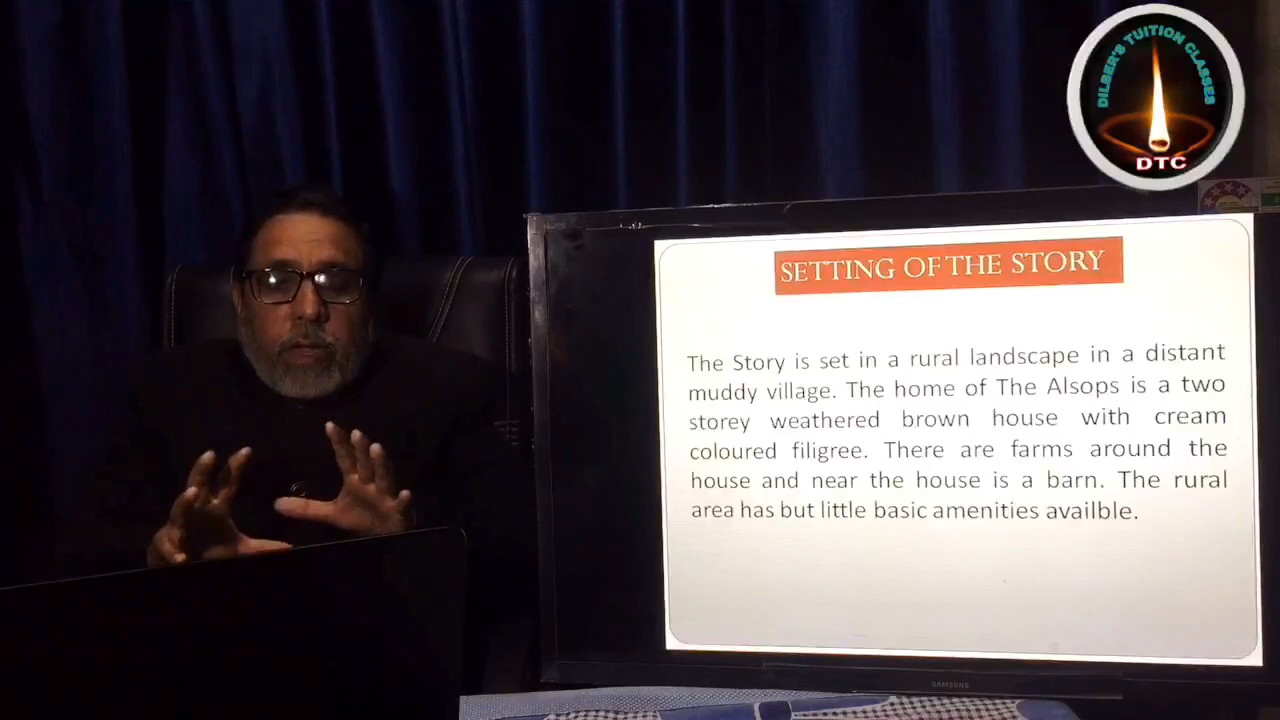 DILBER'S TUITION CLASSES
DTC
SETTING OF THE STORY
The Story is set in a rural landscape in a distant
muddy village. The home of The Alsops is a two
storey weathered brown house with cream
coloured filigree. There are farms around the
house and near the house is a barn. The rural
area has but little basic amenities availble.
SAMSUNG